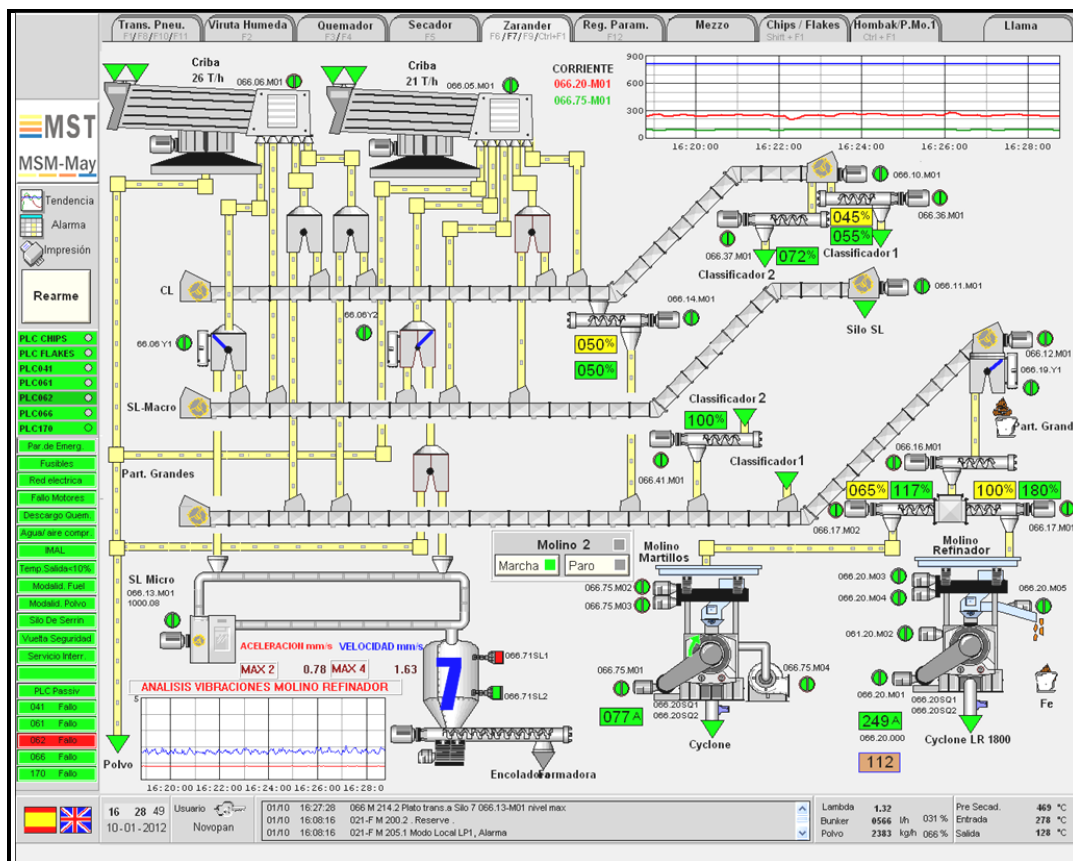 Trans. Pneu.
F1/F8/F10/F11
Viruta Humeda
F2
Quemador
F3/F4
Secador
F5
Zarander
F6/F7/F9/Ctrl+F1
Reg. Param.
F12
Mezzo
Chips / Flakes
Shift + F1
Hombak/P.Mo.1
Ctrl + F1
Llama
Criba
26 T/h
066.06.M01
Criba
21 T/h
066.05.M01
CORRIENTE
066.20-M01
066.75-M01
900
600
300
0
16:20:00
16:22:00
16:24:00
16:26:00
16:28:00
MST
MSM-May
Tendencia
Alarma
Impresión
Rearme
066.10.M01
066.36.M01
045%
055%
066.37.M01
072%
Classificador 1
Classificador 2
CL
066.14.M01
050%
050%
066.11.M01
Silo SL
66.06 Y1
66.06Y2
066.12.M01
066.19.Y1
Part. Grand
SL-Macro
Classificador 2
100%
066.41.M01
Classificador 1
066.16.M01
Part. Grandes
065%
117%
100%
180%
066.17.M02
066.17.M01
PLC CHIPS
PLC FLAKES
PLC041
PLC061
PLC062
PLC066
PLC170
Par.de Emerg.
Fusibles
Red electrica
Fallo Motores
Descargo Quem.
Agua/aire compr.
IMAL
Temp.Salida<10%
Modalid. Fuel
Modalid. Polvo
Silo De Serrin
Vuelta Seguridad
Servicio Interr.
PLC Passiv
041 Fallo
061 Fallo
062 Fallo
066 Fallo
170 Fallo
Molino 2
Marcha
Paro
Molino
Martillos
066.75-M02
066.75-M03
066.75-M01
066.75-M04
066.20SQ1
066.20SQ2
077 A
Cyclone
Molino
Refinador
066.20-M03
066.20-M04
066.20-M05
061.20-M02
066.20-M01
066.20SQ1
066.20SQ2
249 A
066.20.000
Fe
Cyclone LR 1800
112
SL Micro
066.13-M01
1000.08
ACELERACION mm/s
VELOCIDAD mm/s
MAX 2
0.78
MAX 4
1.63
7
066.71SL1
066.71SL2
ANALISIS VIBRACIONES MOLINO REFINADOR
5
16:20:00
16:22:00
16:24:00
16:26:00
16:28:00
Polvo
Encolado
16 28 49
10-01-2012
Usuario
Novopan
01/10 16:27:28 066 M 214.2 Plato trans.a Silo 7 066.13-M01 nivel max
01/10 16:08:16 021-F M 200.2 . Reserve .
01/10 16:08:16 021-F M 205.1 Modo Local LP1, Alarma
Lambda 1.32
Bunker 0566 l/h 031 %
Polvo 2383 kg/h 066 %
Pre Secad. 469 °C
Entrada 278 °C
Salida 128 °C